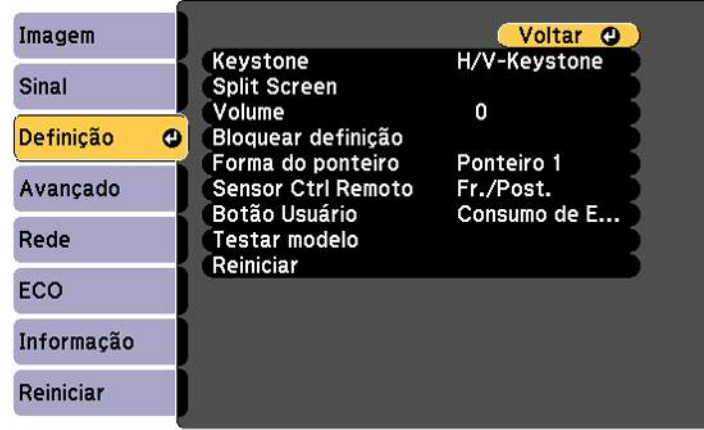 Imagem
Sinal
Definição
Avançado
Rede
ECO
Informação
Reiniciar
Voltar
Keystone H/V-Keystone
Split Screen
Volume 0
Bloquear definição
Forma do ponteiro Ponteiro 1
Sensor Ctrl Remoto Fr./Post.
Botão Usuário Consumo de E...
Testar modelo
Reiniciar